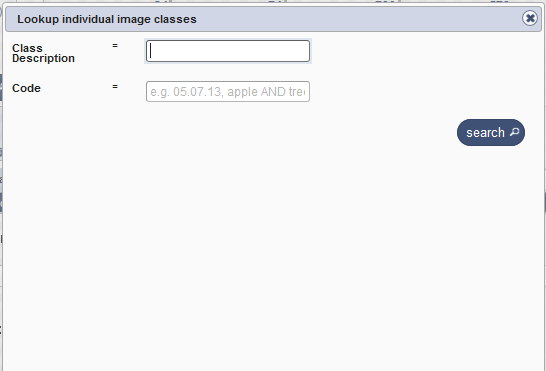 Lookup individual image classes
Class Description =
Code = e.g. 05.07.13, apple AND tree
search